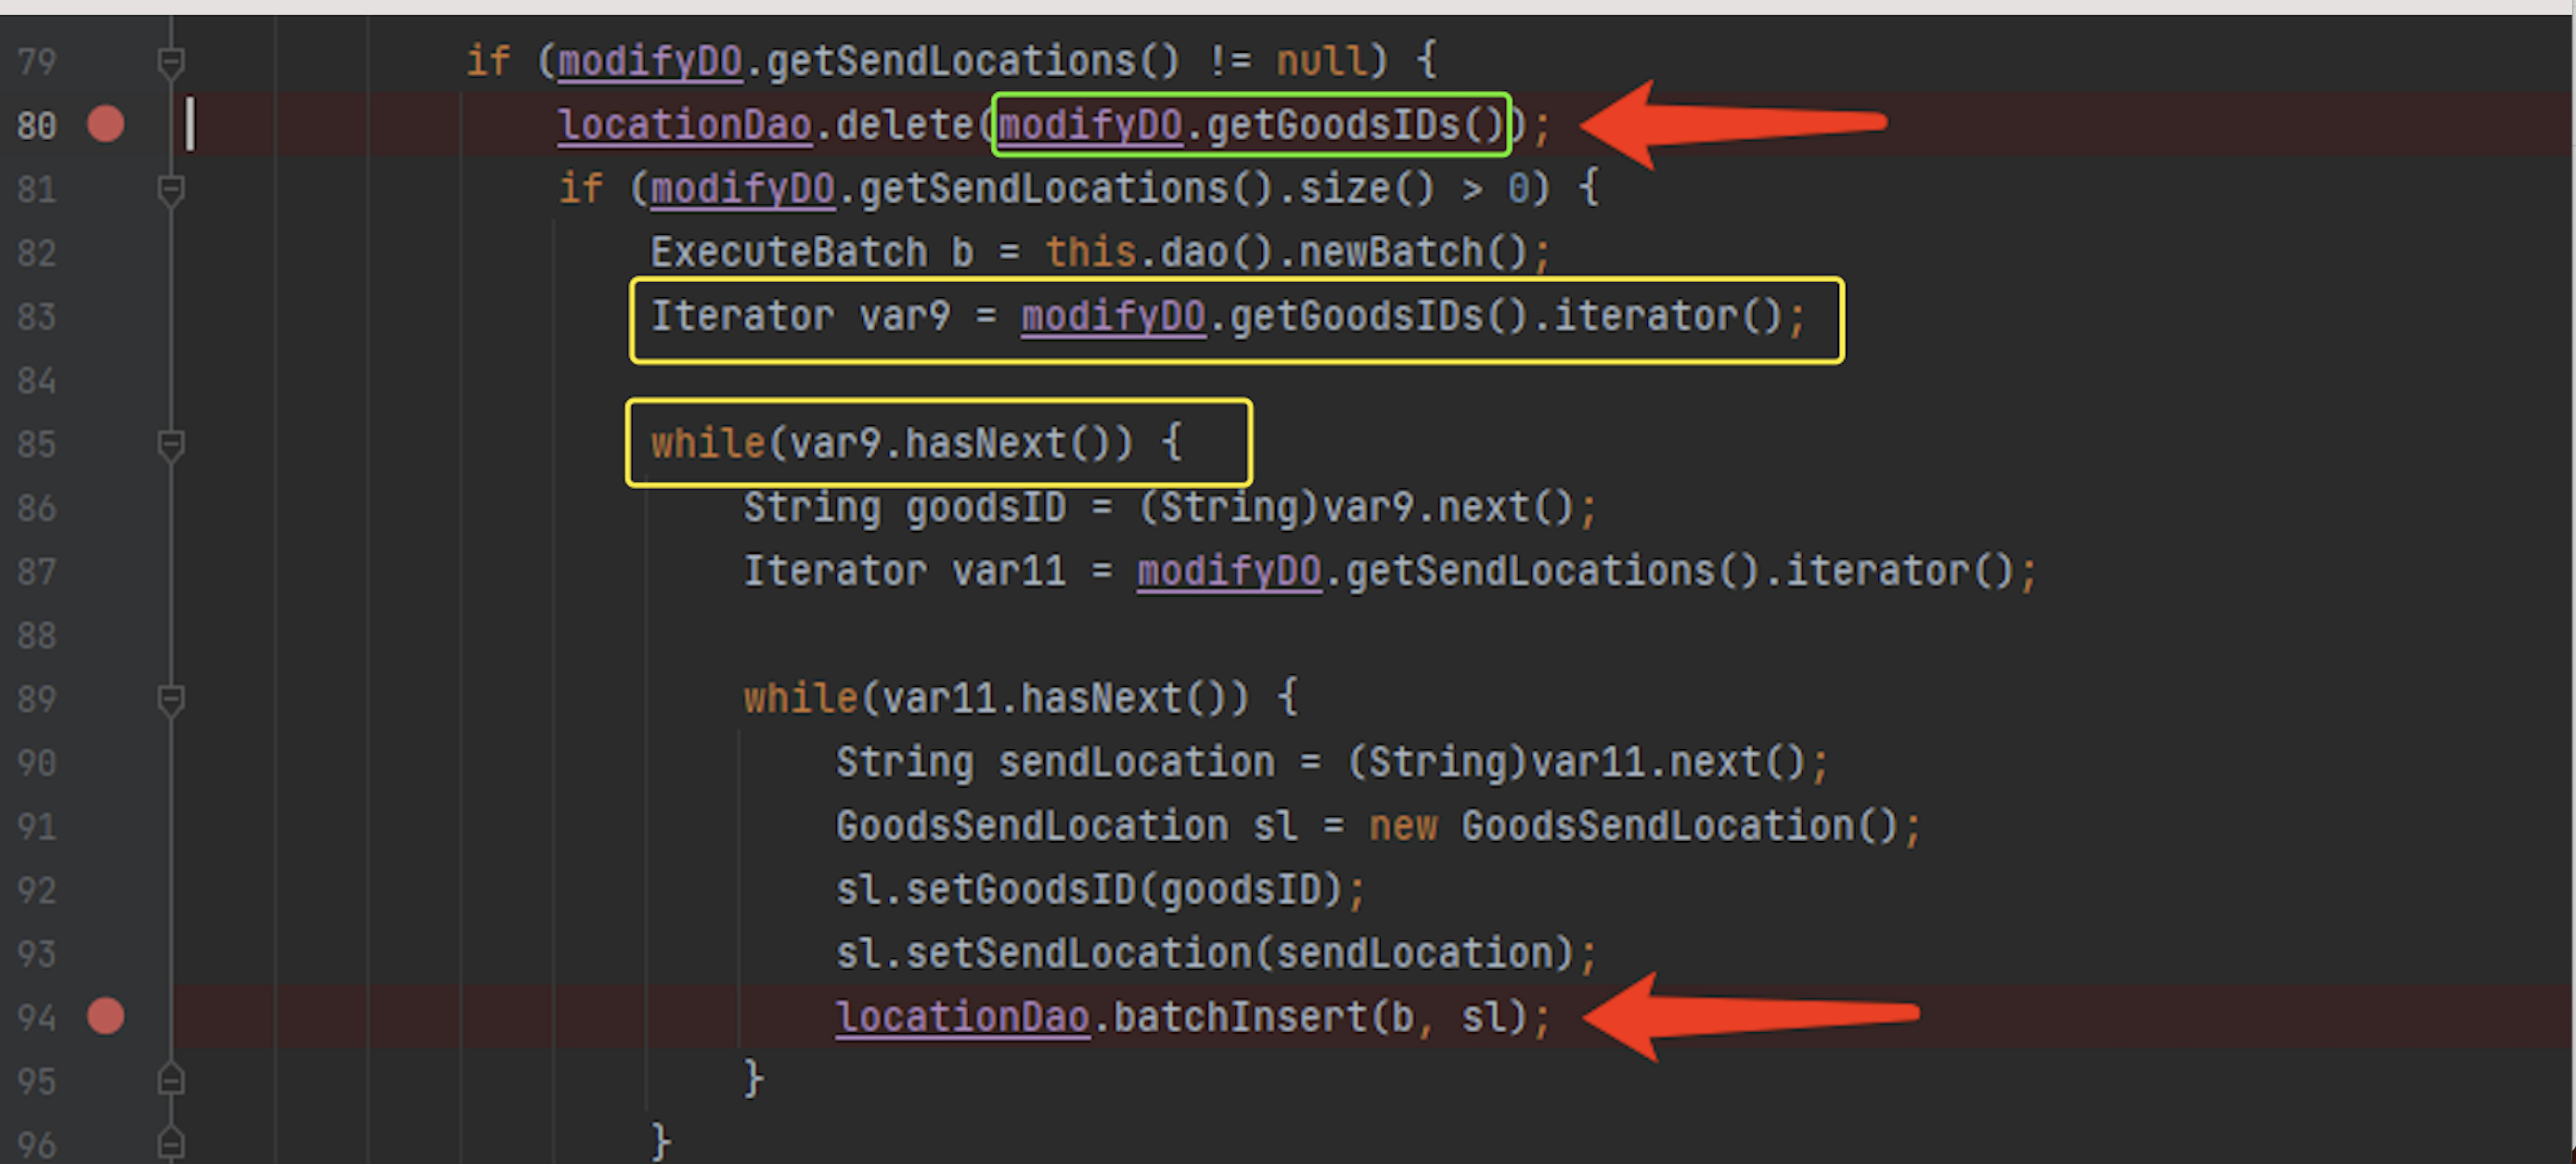 79 if (modifyDO.getSendLocations() != null) {
80 locationDao.delete(modifyDO.getGoodsIDs());
81 if (modifyDO.getSendLocations().size() > 0) {
82 ExecuteBatch b = this.dao().newBatch();
83 Iterator var9 = modifyDO.getGoodsIDs().iterator();
84
85 while(var9.hasNext()) {
86 String goodsID = (String)var9.next();
87 Iterator var11 = modifyDO.getSendLocations().iterator();
88
89 while(var11.hasNext()) {
90 String sendLocation = (String)var11.next();
91 GoodsSendLocation sl = new GoodsSendLocation();
92 sl.setGoodsID(goodsID);
93 sl.setSendLocation(sendLocation);
94 locationDao.batchInsert(b, sl);
95 }
96 }